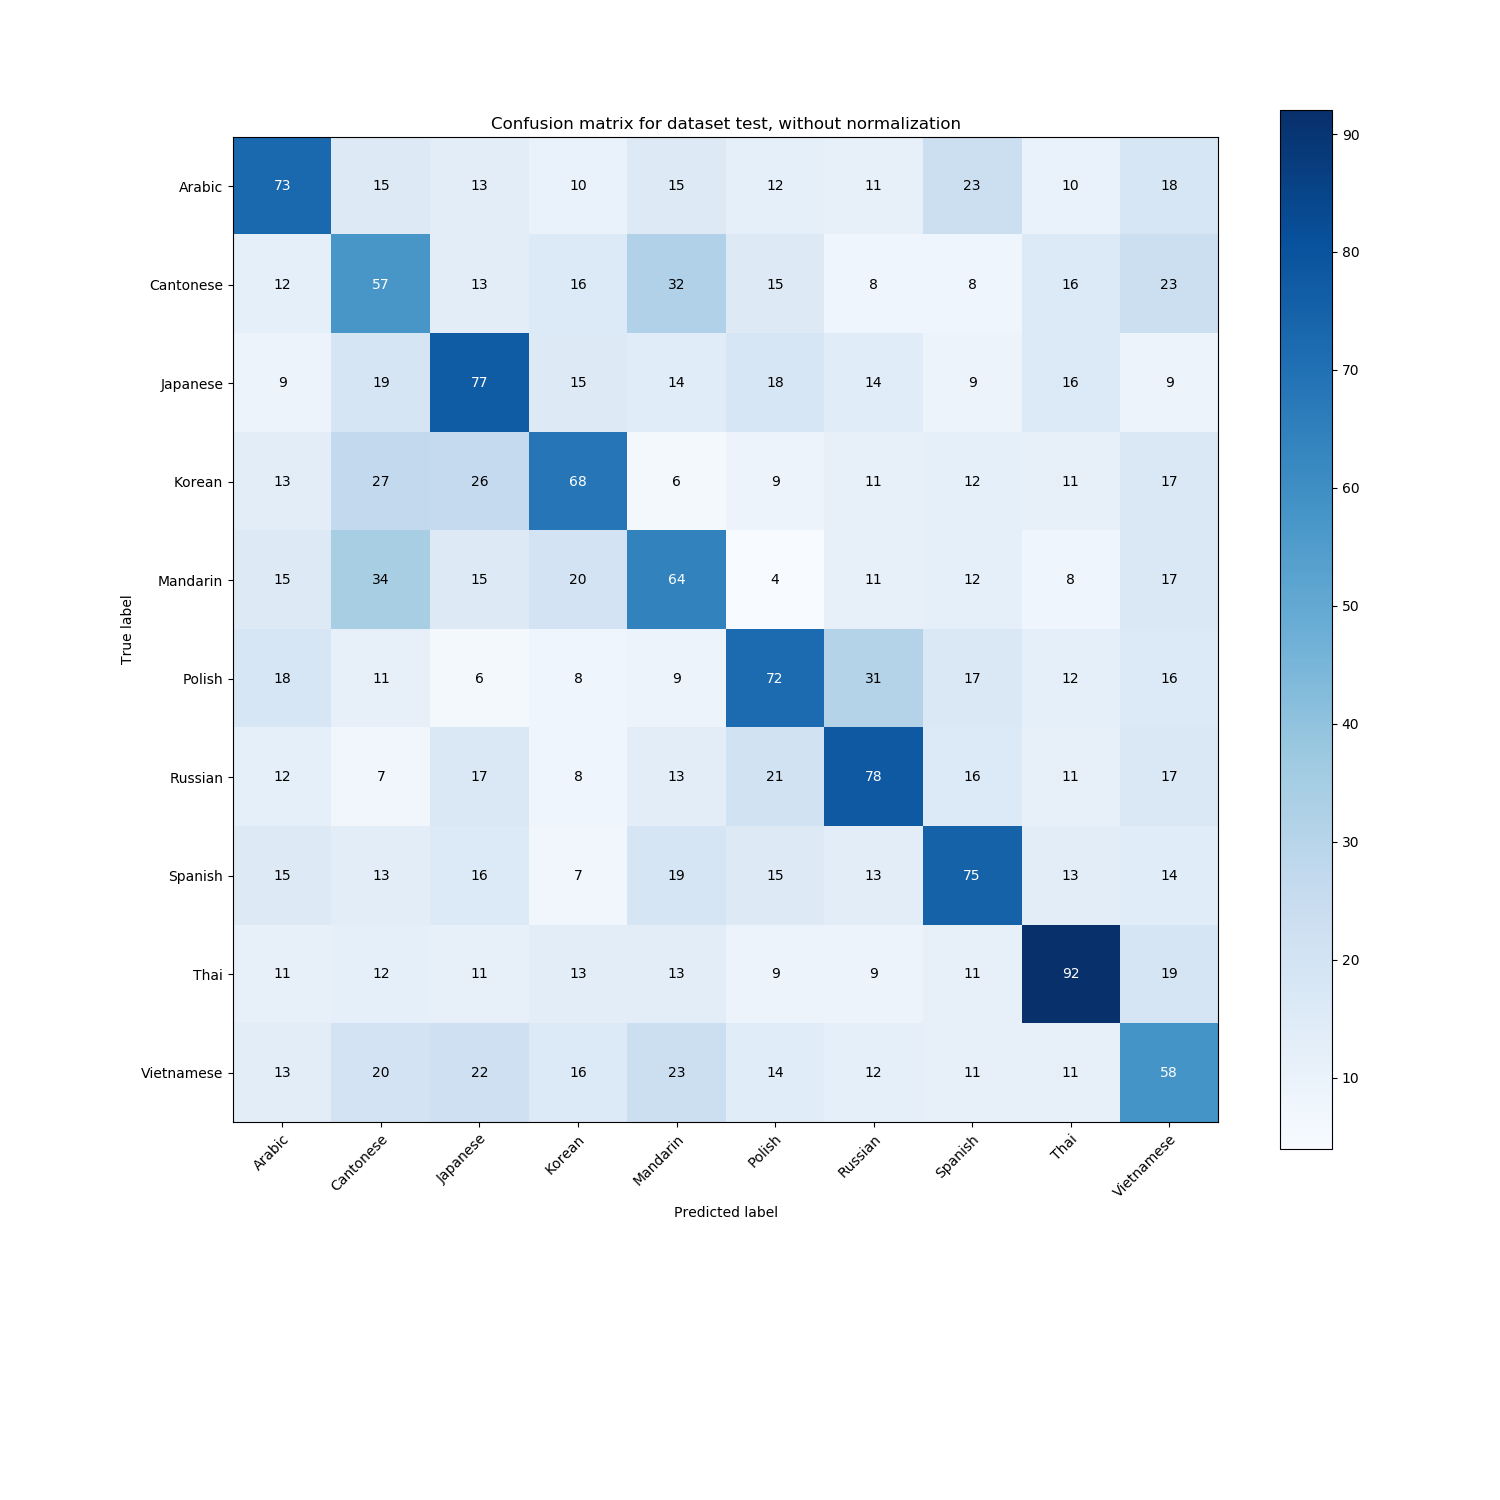 Confusion matrix for dataset test, without normalization
Arabic 73 15 13 10 15 12 11 23 10 18
Cantonese 12 57 13 16 32 15 8 8 16 23
Japanese 9 19 77 15 14 18 14 9 16 9
Korean 13 27 26 68 6 9 11 12 11 17
Mandarin 15 34 15 20 64 4 11 12 8 17
Polish 18 11 6 8 9 72 31 17 12 16
Russian 12 7 17 8 13 21 78 16 11 17
Spanish 15 13 16 7 19 15 13 75 13 14
Thai 11 12 11 13 13 9 9 11 92 19
Vietnamese 13 20 22 16 23 14 12 11 11 58
True label
Arabic Cantonese Japanese Korean Mandarin Polish Russian Spanish Thai Vietnamese
Predicted label
90
80
70
60
50
40
30
20
10